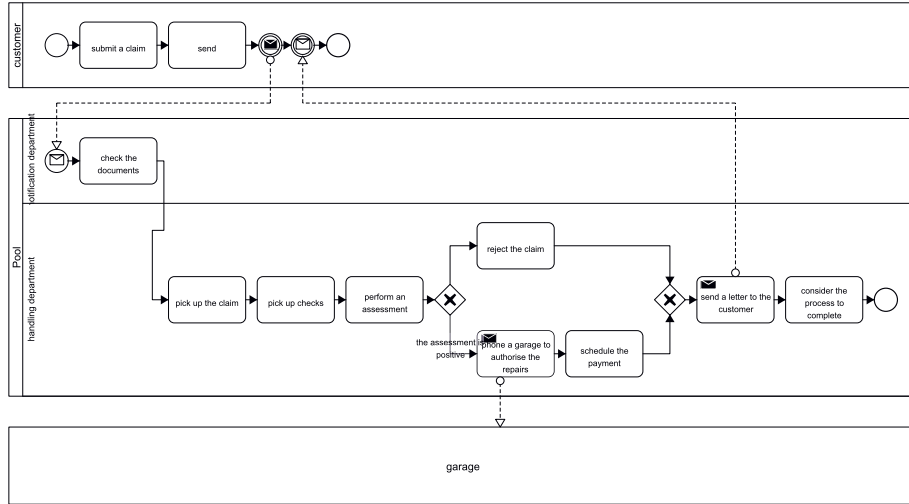 customer
submit a claim
send
Pool
notification department
check the
documents
handling department
pick up the claim
pick up checks
perform an
assessment
reject the claim
the assessment is
positive
phone a garage to
authorise the
repairs
schedule the
payment
send a letter to the
customer
consider the
process to
complete
garage